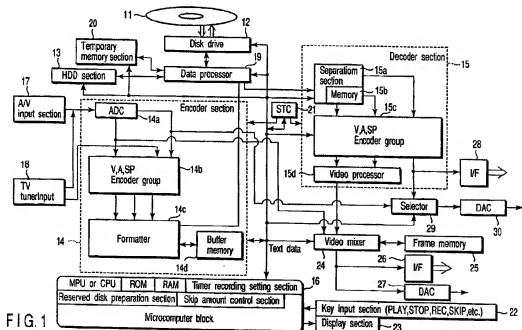 11
20
Temporary memory section
Disk drive
12
13
19
HDD section
Data processor
Decoder section
Separatiom section
15a
15
Memory
15b
17
A/V input section
Encoder section
ADC
14a
STC
21
15c
V,A,SP Encoder group
28
I/F
18
TV tunerInput
V,A,SP Encoder group
14b
15d
Video processor
14c
Formatter
Selector
29
DAC
30
14
Buffer memory
14d
Text data
Video mixer
24
Frame memory
25
26
I/F
27
DAC
MPU or CPU
ROM
RAM
Timer recording setting section
16
Reserved disk preparation section
Skip amount control section
Microcomputer block
Key input section (PLAY,STOP,REC,SKIP,etc.)
22
Display section
23
FIG.1